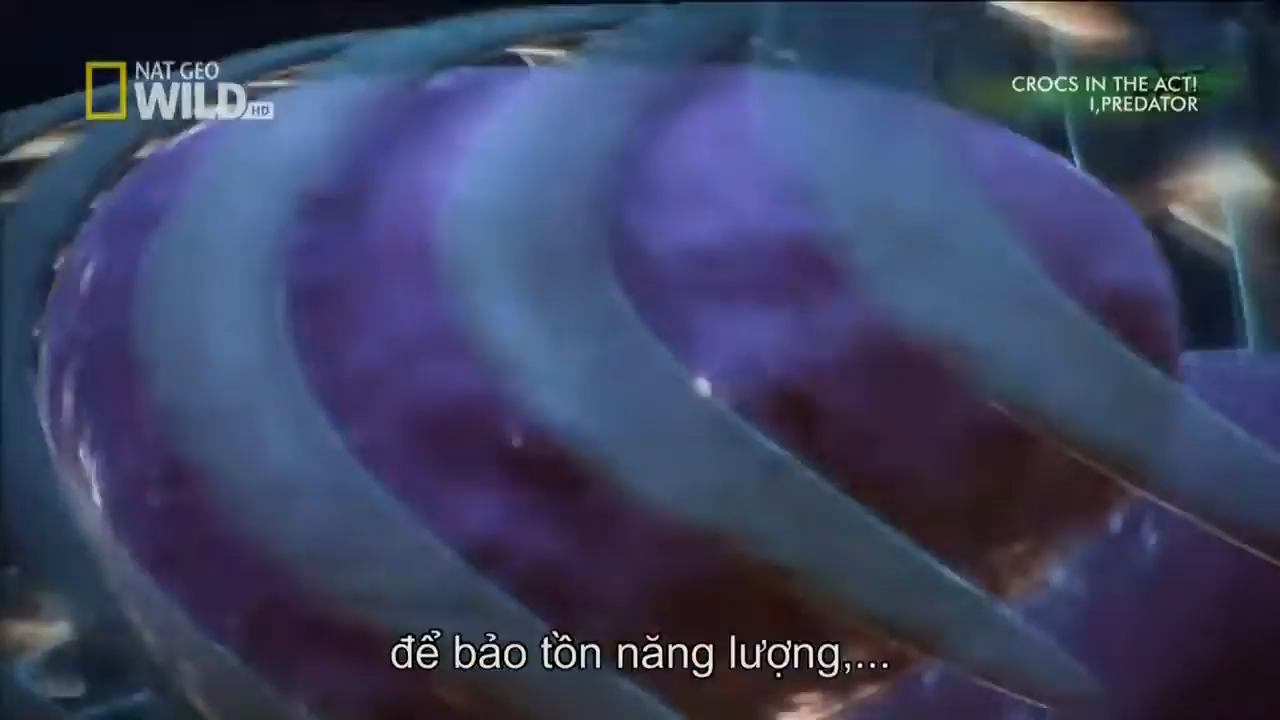 NAT GEO
WILD HD
CROCS IN THE ACT!
I,PREDATOR
để bảo tồn năng lượng,...